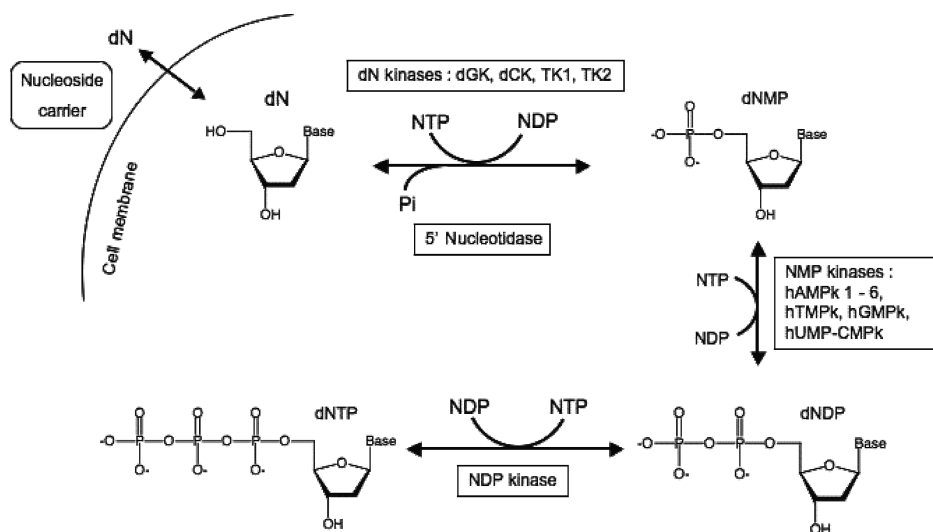 dN
Nucleoside
carrier
Cell membrane
dN
HO
Base
O
OH
dN kinases : dGK, dCK, TK1, TK2
NTP
NDP
Pi
5' Nucleotidase
dNMP
O
-O P O
O-
Base
O
OH
NTP
NDP
NMP kinases :
hAMPk 1 - 6,
hTMPk, hGMPk,
hUMP-CMPk
dNTP
O O O
-O P O P O P O
O- O- O-
Base
O
OH
NDP
NTP
NDP kinase
dNDP
O O
-O P O P O
O- O-
Base
O
OH